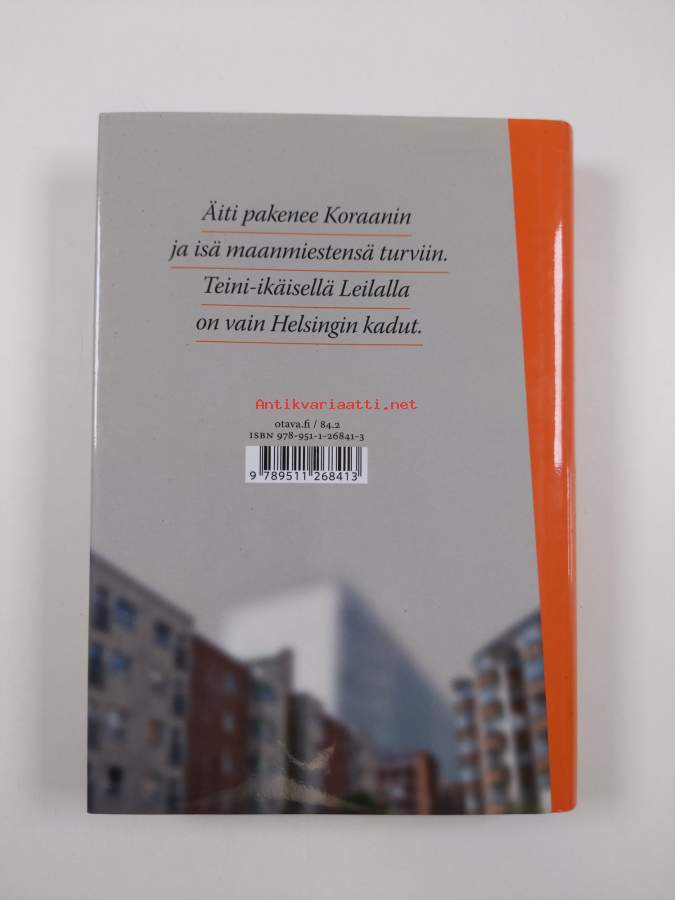 Äiti pakenee Koraanin
ja isä maanmiestensä turviin.
Teini-ikäisellä Leilalla
on vain Helsingin kadut.
Antikvariaatti.net
otava.fi / 84.2
ISBN 978-951-1-26841-3
9 789511 268413